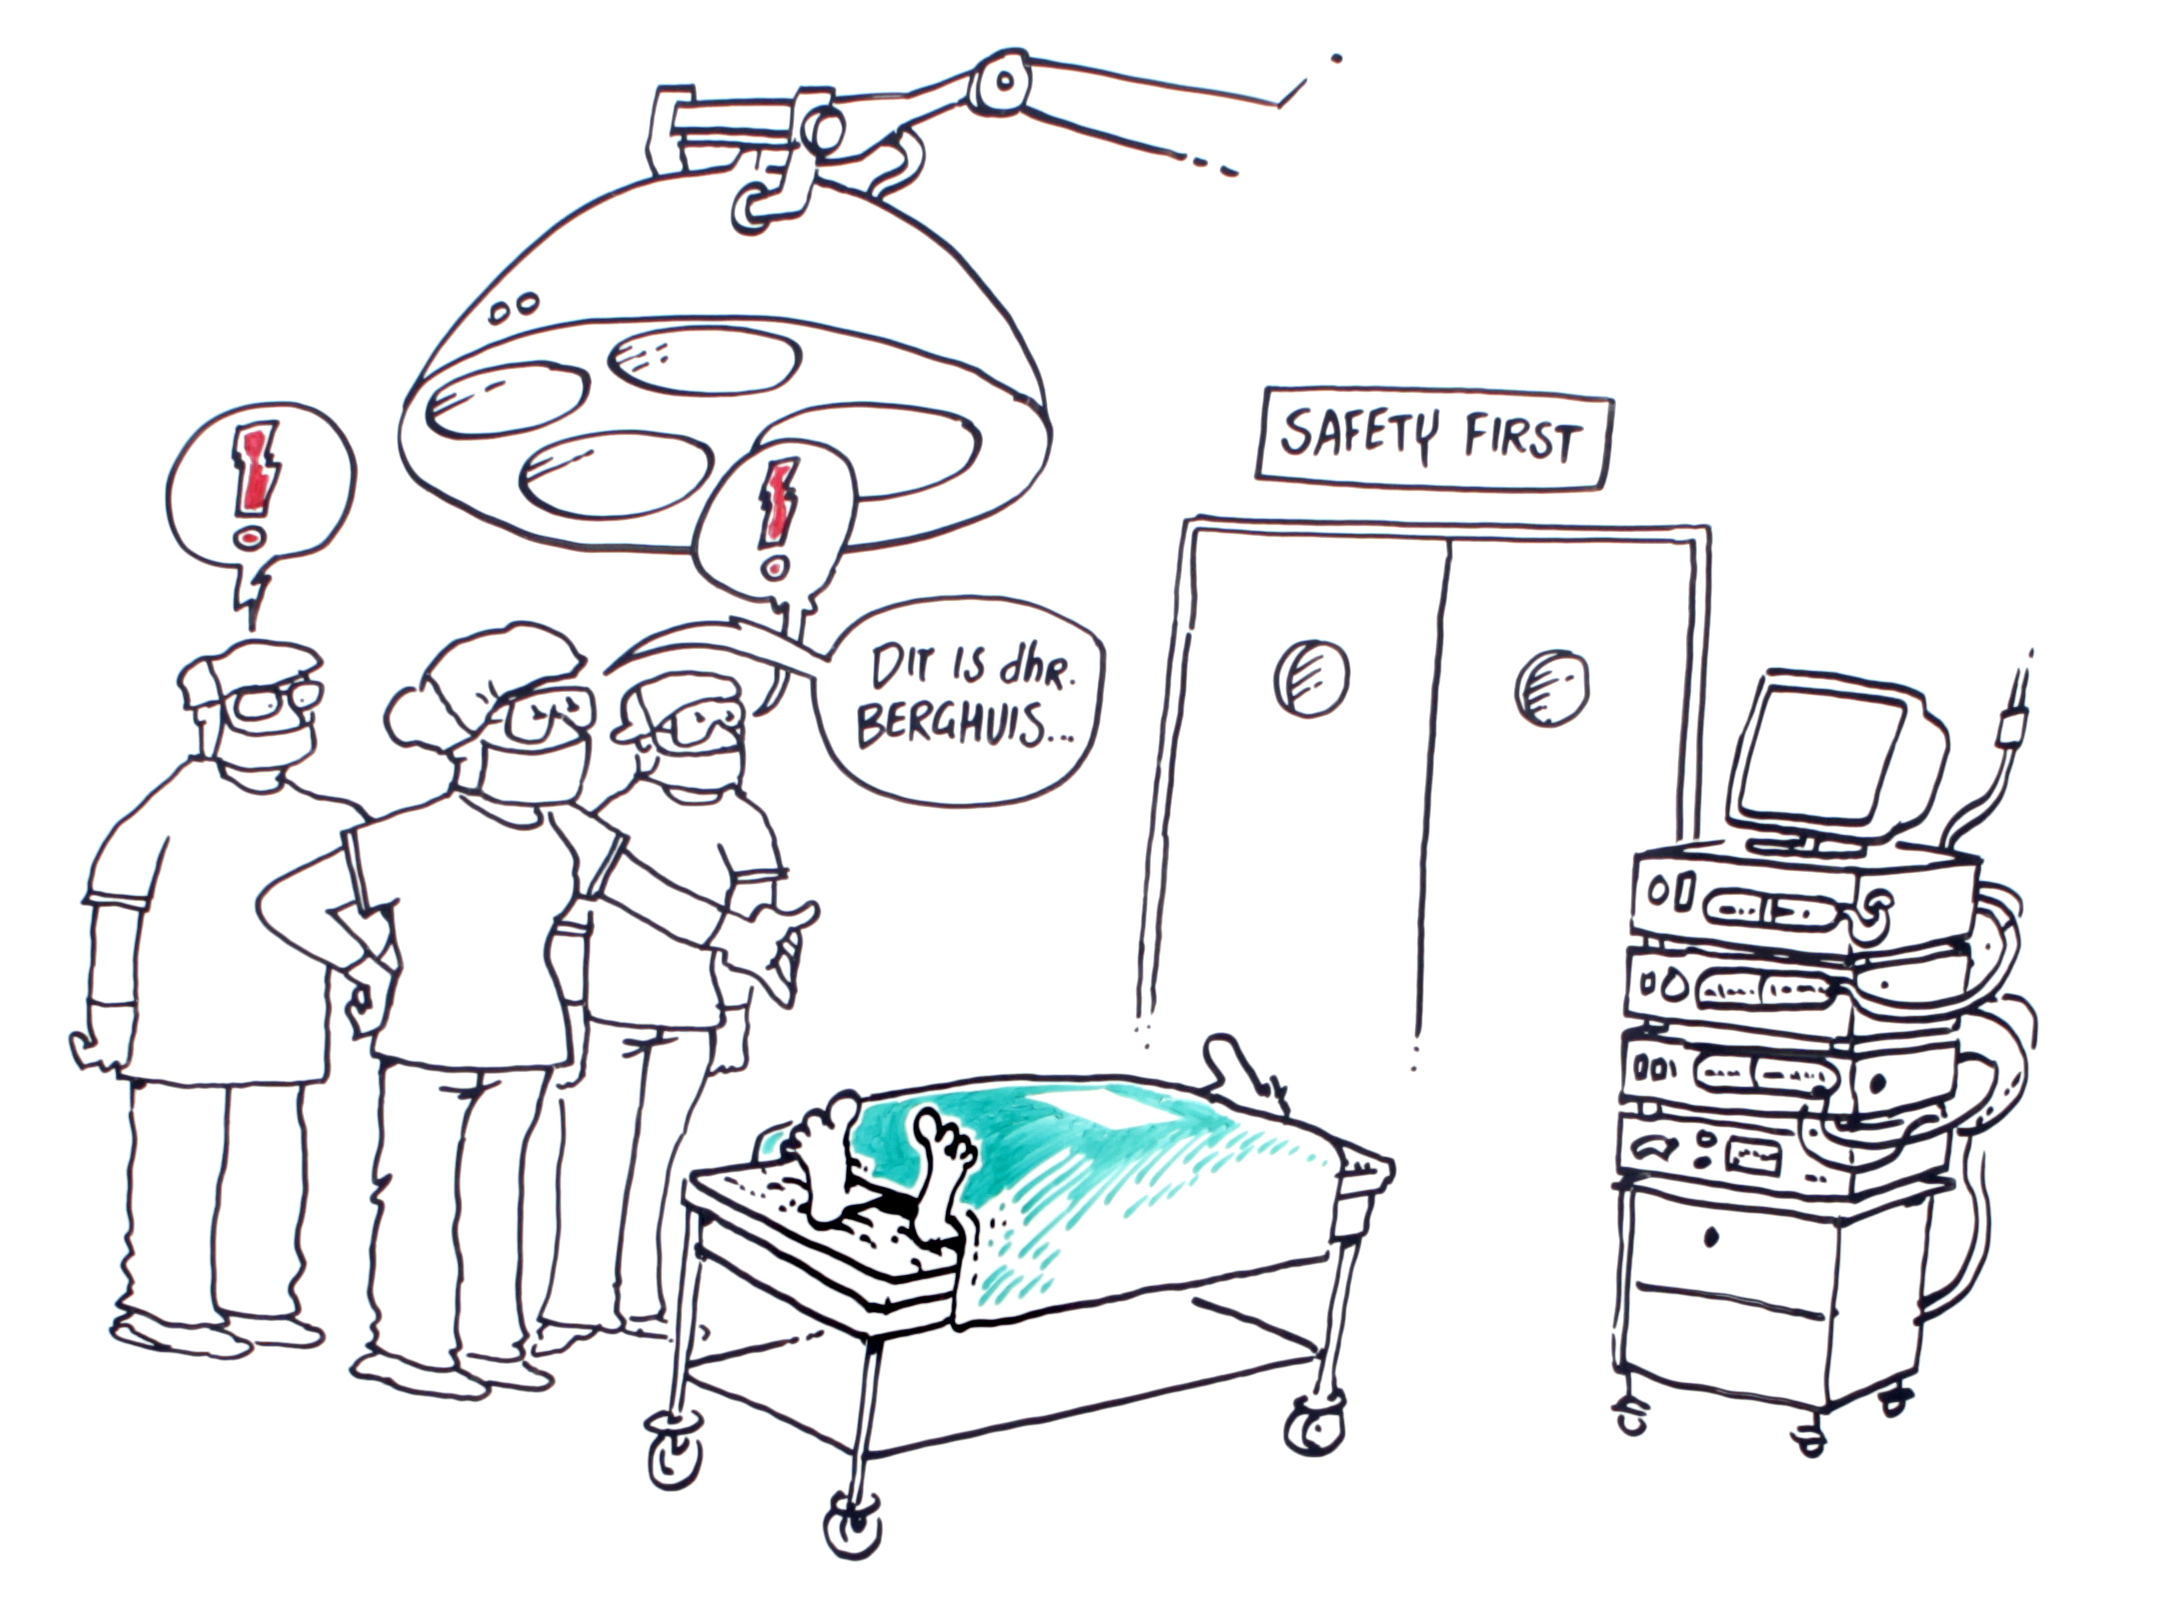 SAFETY FIRST
!
!
DIT IS dhr.
BERGHUIS...